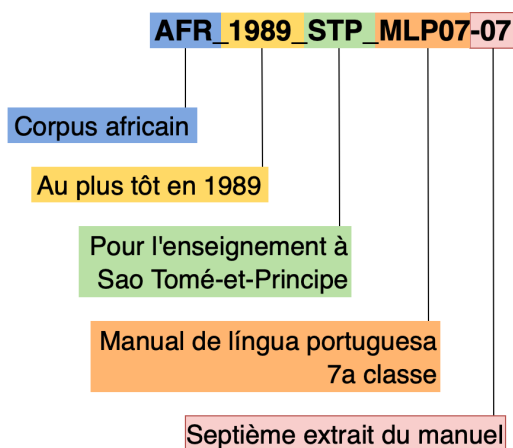 AFR_1989_STP_MLP07-07
Corpus africain
Au plus tôt en 1989
Pour l'enseignement à
Sao Tomé-et-Principe
Manual de língua portuguesa
7a classe
Septième extrait du manuel